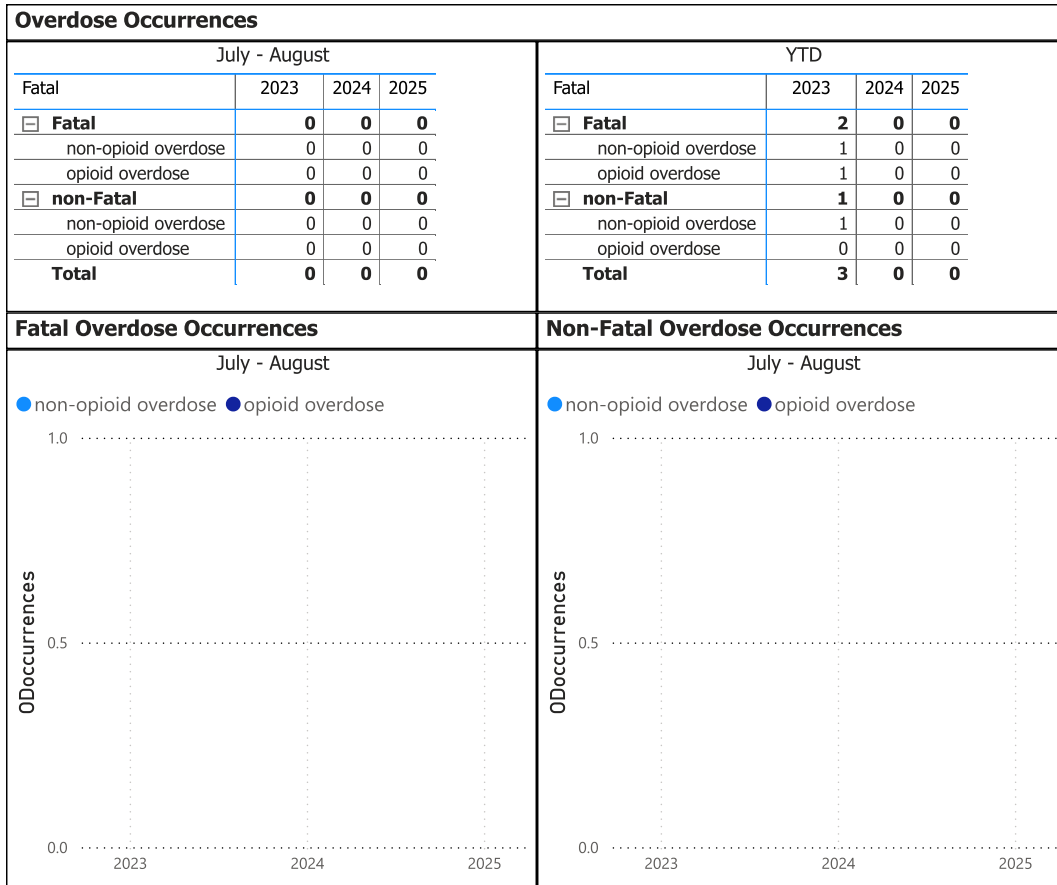 Overdose Occurrences
July - August
Fatal 2023 2024 2025
Fatal 0 0 0
non-opioid overdose 0 0 0
opioid overdose 0 0 0
non-Fatal 0 0 0
non-opioid overdose 0 0 0
opioid overdose 0 0 0
Total 0 0 0
YTD
Fatal 2023 2024 2025
Fatal 2 0 0
non-opioid overdose 1 0 0
opioid overdose 1 0 0
non-Fatal 1 0 0
non-opioid overdose 1 0 0
opioid overdose 0 0 0
Total 3 0 0
Fatal Overdose Occurrences
July - August
non-opioid overdose opioid overdose
1.0
0.5
0.0
ODoccurrences
2023 2024 2025
Non-Fatal Overdose Occurrences
July - August
non-opioid overdose opioid overdose
1.0
0.5
0.0
ODoccurrences
2023 2024 2025